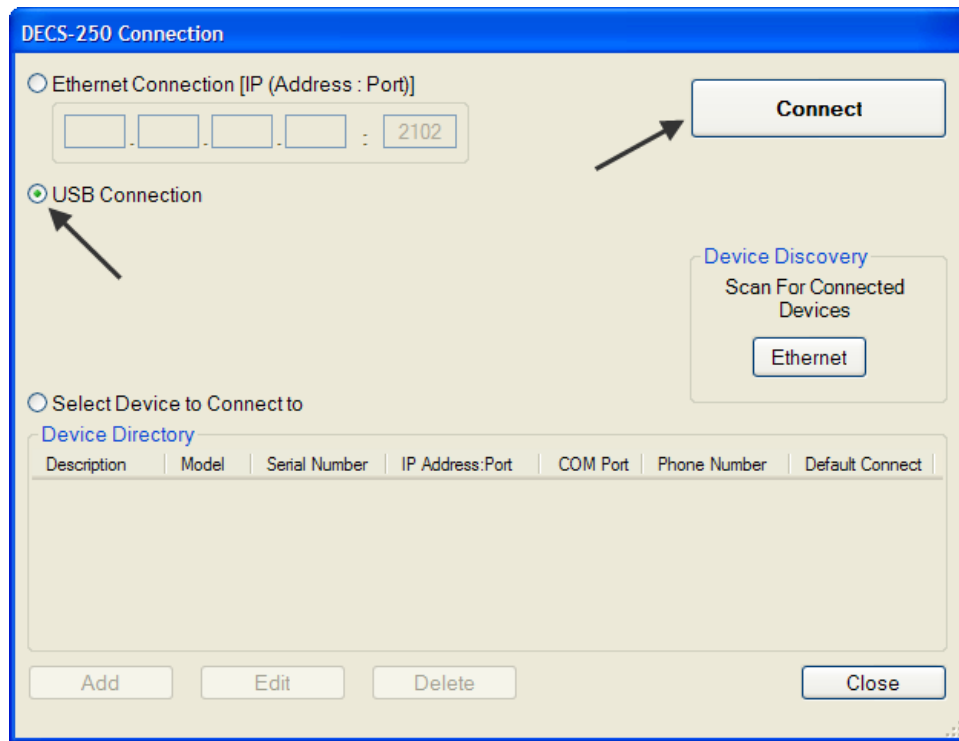 DECS-250 Connection
Ethernet Connection [IP (Address : Port)]
. . . : 2102
Connect
USB Connection
Device Discovery
Scan For Connected
Devices
Ethernet
Select Device to Connect to
Device Directory
Description Model Serial Number IP Address:Port COM Port Phone Number Default Connect
Add Edit Delete Close